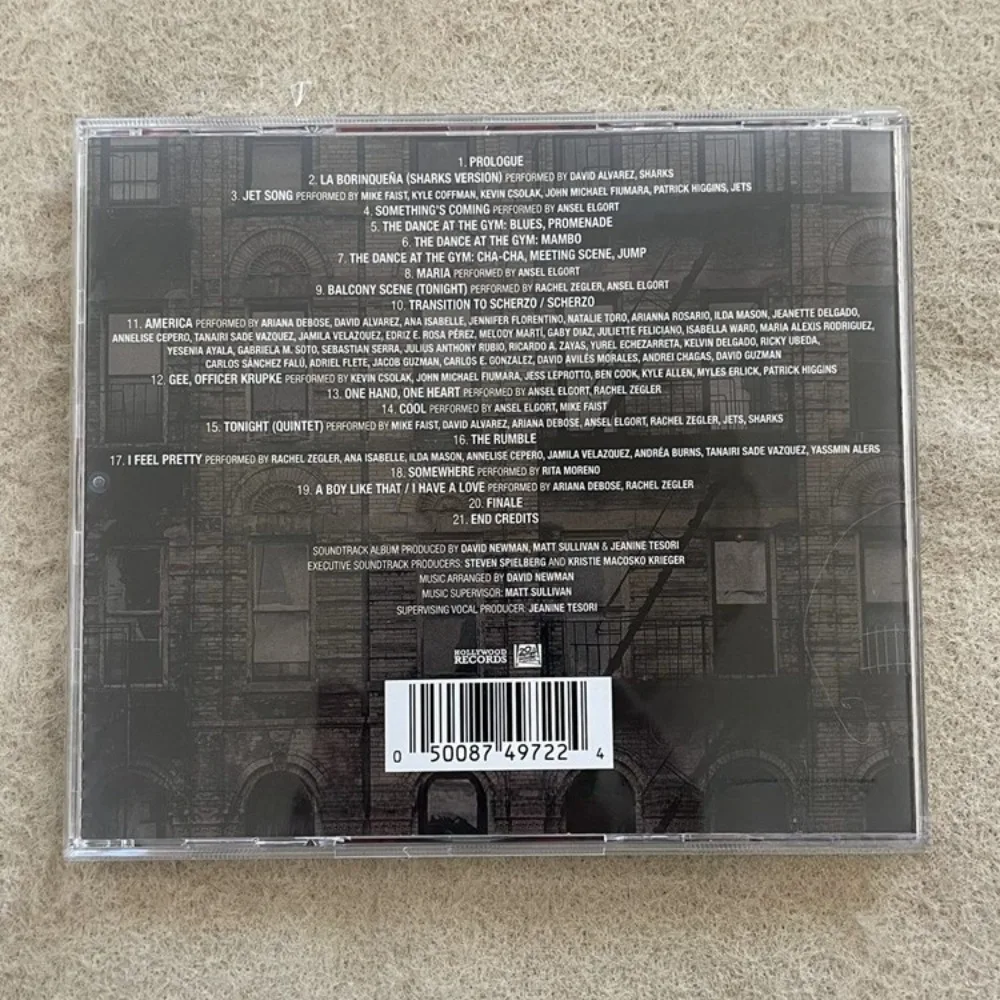 1. PROLOGUE
2. LA BORINQUEÑA (SHARKS VERSION) PERFORMED BY DAVID ALVAREZ, SHARKS
3. JET SONG PERFORMED BY MIKE FAIST, KYLE COFFMAN, KEVIN CSOLAK, JOHN MICHAEL FIUMARA, PATRICK HIGGINS, JETS
4. SOMETHING'S COMING PERFORMED BY ANSEL ELGORT
5. THE DANCE AT THE GYM: BLUES, PROMENADE
6. THE DANCE AT THE GYM: MAMBO
7. THE DANCE AT THE GYM: CHA-CHA, MEETING SCENE, JUMP
8. MARIA PERFORMED BY ANSEL ELGORT
9. BALCONY SCENE (TONIGHT) PERFORMED BY RACHEL ZEGLER, ANSEL ELGORT
10. TRANSITION TO SCHERZO / SCHERZO
11. AMERICA PERFORMED BY ARIANA DEBOSE, DAVID ALVAREZ, ANA ISABELLE, JENNIFER FLORENTINO, NATALIE TORO, ARIANNA ROSARIO, ILDA MASON, JEANETTE DELGADO,
ANNELISE CEPERO, TANAIRI SADE VAZQUEZ, JAMILA VELAZQUEZ, EDRIZ E. ROSA PÉREZ, MELODY MARTÍ, GABY DIAZ, JULIETTE FELICIANO, ISABELLA WARD, MARIA ALEXIS RODRIGUEZ,
YESENIA AYALA, GABRIELA M. SOTO, SEBASTIAN SERRA, JULIUS ANTHONY RUBIO, RICARDO A. ZAYAS, YUREL ECHEZARRETA, KELVIN DELGADO, RICKY UBEDA,
CARLOS SÁNCHEZ FALÚ, ADRIEL FLETE, JACOB GUZMAN, CARLOS E. GONZALEZ, DAVID AVILÉS MORALES, ANDREI CHAGAS, DAVID GUZMAN
12. GEE, OFFICER KRUPKE PERFORMED BY KEVIN CSOLAK, JOHN MICHAEL FIUMARA, JESS LEPROTTO, BEN COOK, KYLE ALLEN, MYLES ERLICK, PATRICK HIGGINS
13. ONE HAND, ONE HEART PERFORMED BY ANSEL ELGORT, RACHEL ZEGLER
14. COOL PERFORMED BY ANSEL ELGORT, MIKE FAIST
15. TONIGHT (QUINTET) PERFORMED BY MIKE FAIST, DAVID ALVAREZ, ARIANA DEBOSE, ANSEL ELGORT, RACHEL ZEGLER, JETS, SHARKS
16. THE RUMBLE
17. I FEEL PRETTY PERFORMED BY RACHEL ZEGLER, ANA ISABELLE, ILDA MASON, ANNELISE CEPERO, JAMILA VELAZQUEZ, ANDRÉA BURNS, TANAIRI SADE VAZQUEZ, YASSMIN ALERS
18. SOMEWHERE PERFORMED BY RITA MORENO
19. A BOY LIKE THAT / I HAVE A LOVE PERFORMED BY ARIANA DEBOSE, RACHEL ZEGLER
20. FINALE
21. END CREDITS
SOUNDTRACK ALBUM PRODUCED BY DAVID NEWMAN, MATT SULLIVAN & JEANINE TESORI
EXECUTIVE SOUNDTRACK PRODUCERS: STEVEN SPIELBERG AND KRISTIE MACOSKO KRIEGER
MUSIC ARRANGED BY DAVID NEWMAN
MUSIC SUPERVISOR: MATT SULLIVAN
SUPERVISING VOCAL PRODUCER: JEANINE TESORI
HOLLYWOOD
RECORDS
0 50087 49722 4